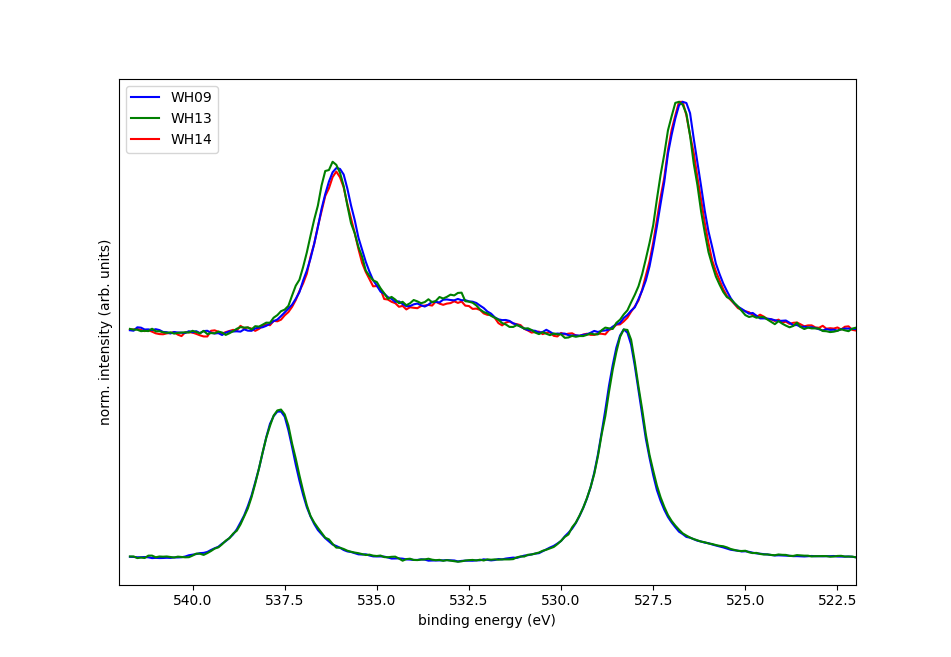 WH09
WH13
WH14
norm. intensity (arb. units)
540.0 537.5 535.0 532.5 530.0 527.5 525.0 522.5
binding energy (eV)